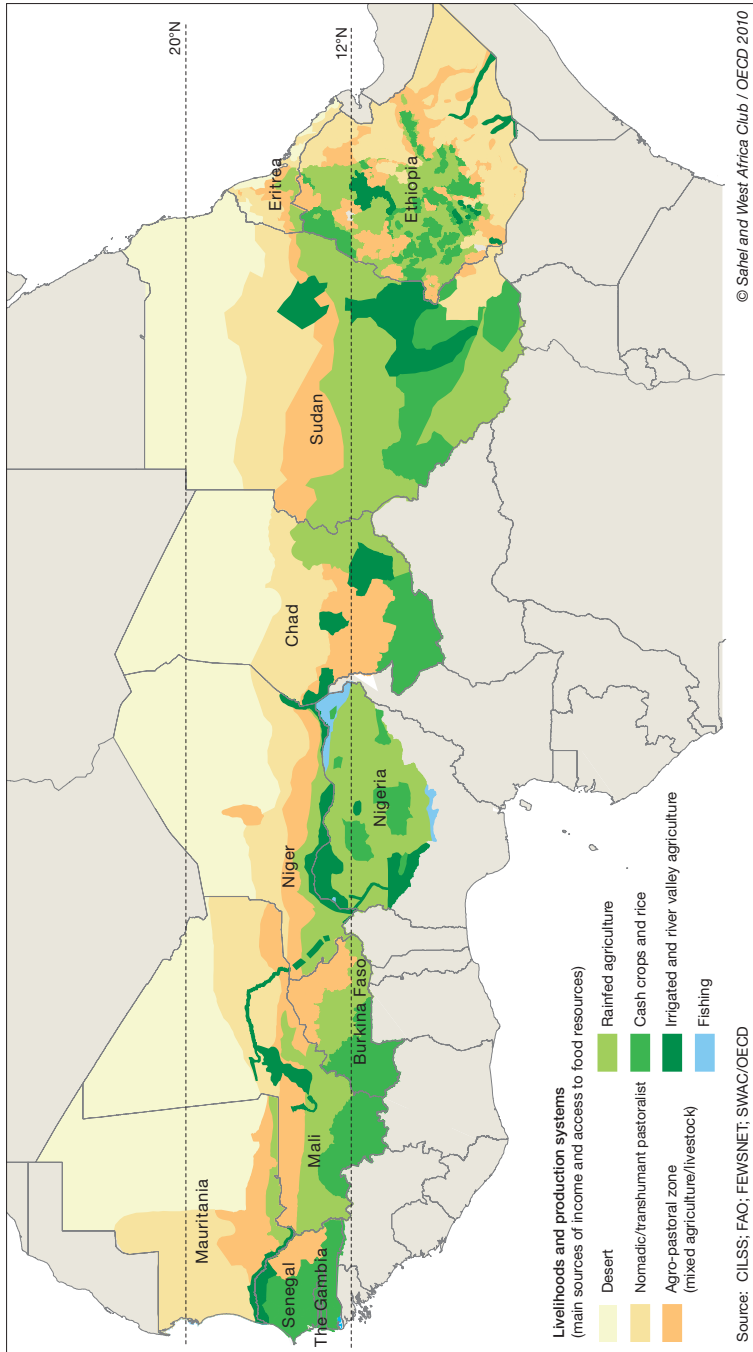 20°N
12°N
Mauritania
Senegal
The Gambia
Mali
Burkina Faso
Niger
Nigeria
Chad
Sudan
Eritrea
Ethiopia
Livelihoods and production systems
(main sources of income and access to food resources)
Desert
Nomadic/transhumant pastoralist
Agro-pastoral zone
(mixed agriculture/livestock)
Rainfed agriculture
Cash crops and rice
Irrigated and river valley agriculture
Fishing
Source: CILSS; FAO; FEWSNET; SWAC/OECD
© Sahel and West Africa Club / OECD 2010